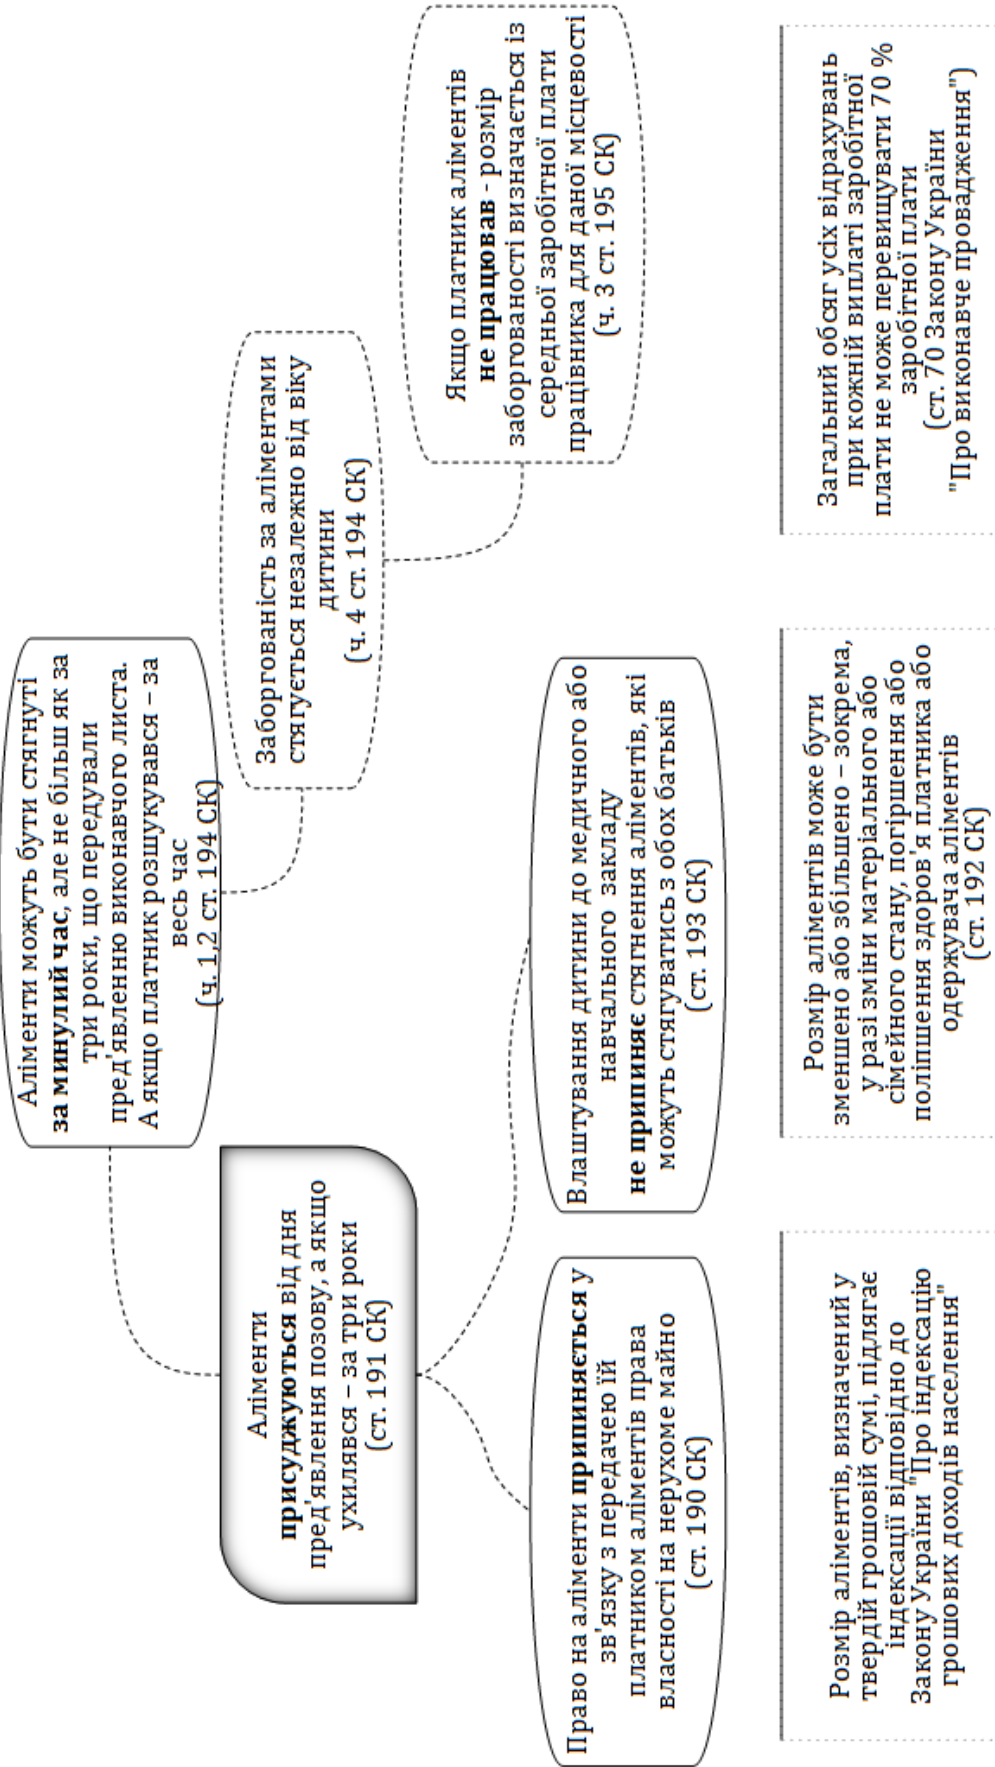 Аліменти можуть бути стягнуті
за минулий час, але не більш як за
три роки, що передували
пред'явленню виконавчого листа.
А якщо платник розшукувався – за
весь час
(ч.1,2 ст. 194 СК)
Аліменти
присуджуються від дня
пред'явлення позову, а якщо
ухилявся – за три роки
(ст. 191 СК)
Заборгованість за аліментами
стягується незалежно від віку
дитини
(ч. 4 ст. 194 СК)
Якщо платник аліментів
не працював - розмір
заборгованості визначається із
середньої заробітної плати
працівника для даної місцевості
(ч. 3 ст. 195 СК)
Право на аліменти припиняється у
зв'язку з передачею їй
платником аліментів права
власності на нерухоме майно
(ст. 190 СК)
Влаштування дитини до медичного або
навчального закладу
не припиняє стягнення аліментів, які
можуть стягуватись з обох батьків
(ст. 193 СК)
Розмір аліментів, визначений у
твердій грошовій сумі, підлягає
індексації відповідно до
Закону України "Про індексацію
грошових доходів населення"
Розмір аліментів може бути
зменшено або збільшено – зокрема,
у разі зміни матеріального або
сімейного стану, погіршення або
поліпшення здоров'я платника або
одержувача аліментів
(ст. 192 СК)
Загальний обсяг усіх відрахувань
при кожній виплаті заробітної
плати не може перевищувати 70 %
заробітної плати
(ст. 70 Закону України
"Про виконавче провадження")